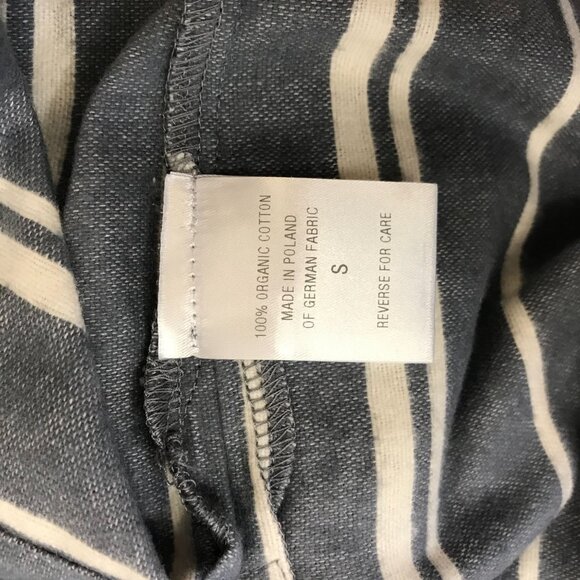 100% ORGANIC COTTON
MADE IN POLAND
OF GERMAN FABRIC
S
REVERSE FOR CARE